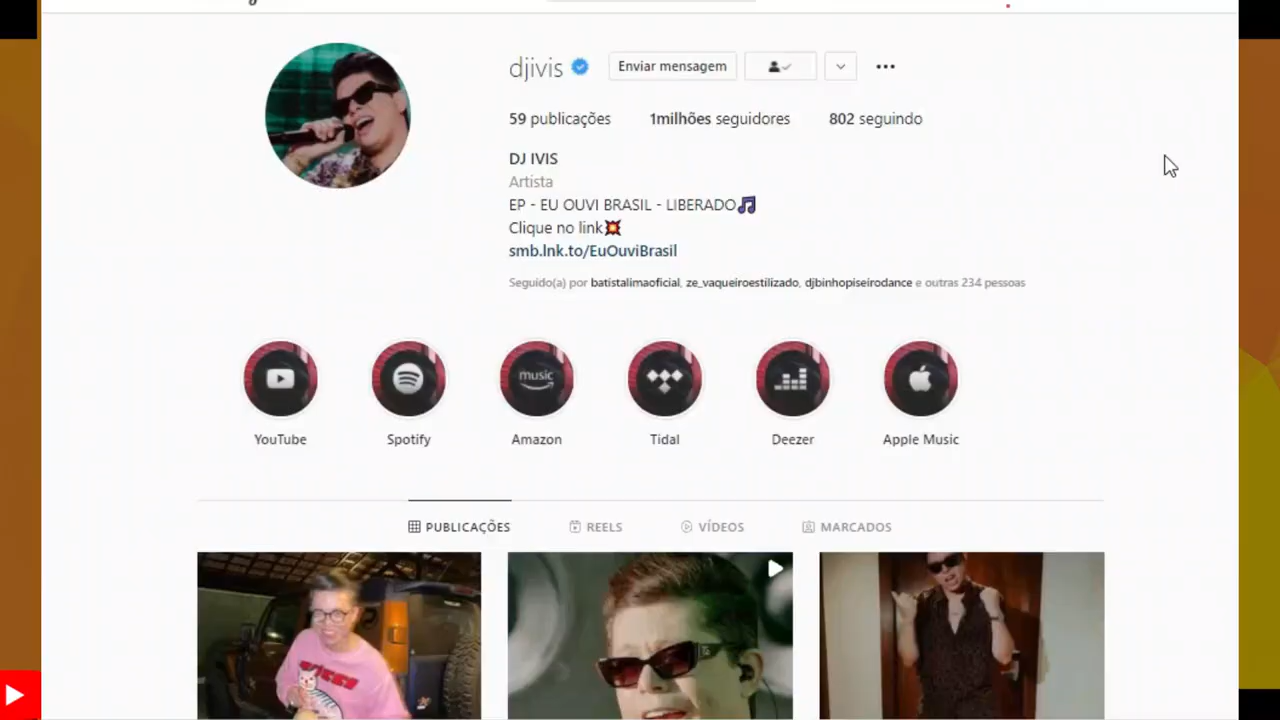 djivis
Enviar mensagem
59 publicações 1milhões seguidores 802 seguindo
DJ IVIS
Artista
EP - EU OUVI BRASIL - LIBERADO🎵
Clique no link💥
smb.lnk.to/EuOuviBrasil
Seguido(a) por batistalimaoficial, ze_vaqueiroestilizado, djbinhopiseirodance e outras 234 pessoas
music
YouTube Spotify Amazon Tidal Deezer Apple Music
PUBLICAÇÕES REELS VÍDEOS MARCADOS